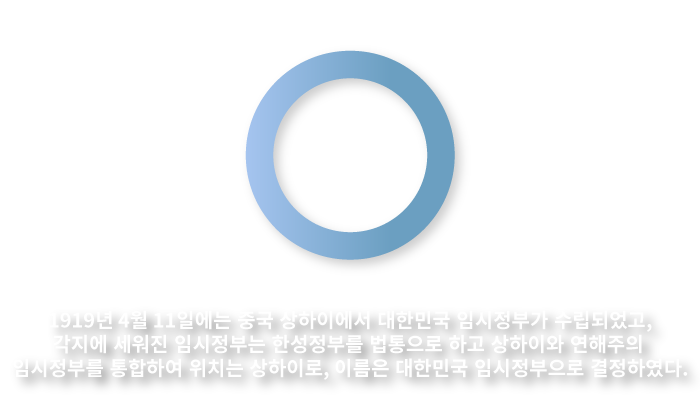 1919년 4월 11일에는 중국 상하이에서 대한민국 임시정부가 수립되었고,
각지에 세워진 임시정부는 한성정부를 법통으로 하고 상하이와 연해주의
임시정부를 통합하여 위치는 상하이로, 이름은 대한민국 임시정부으로 결정하였다.